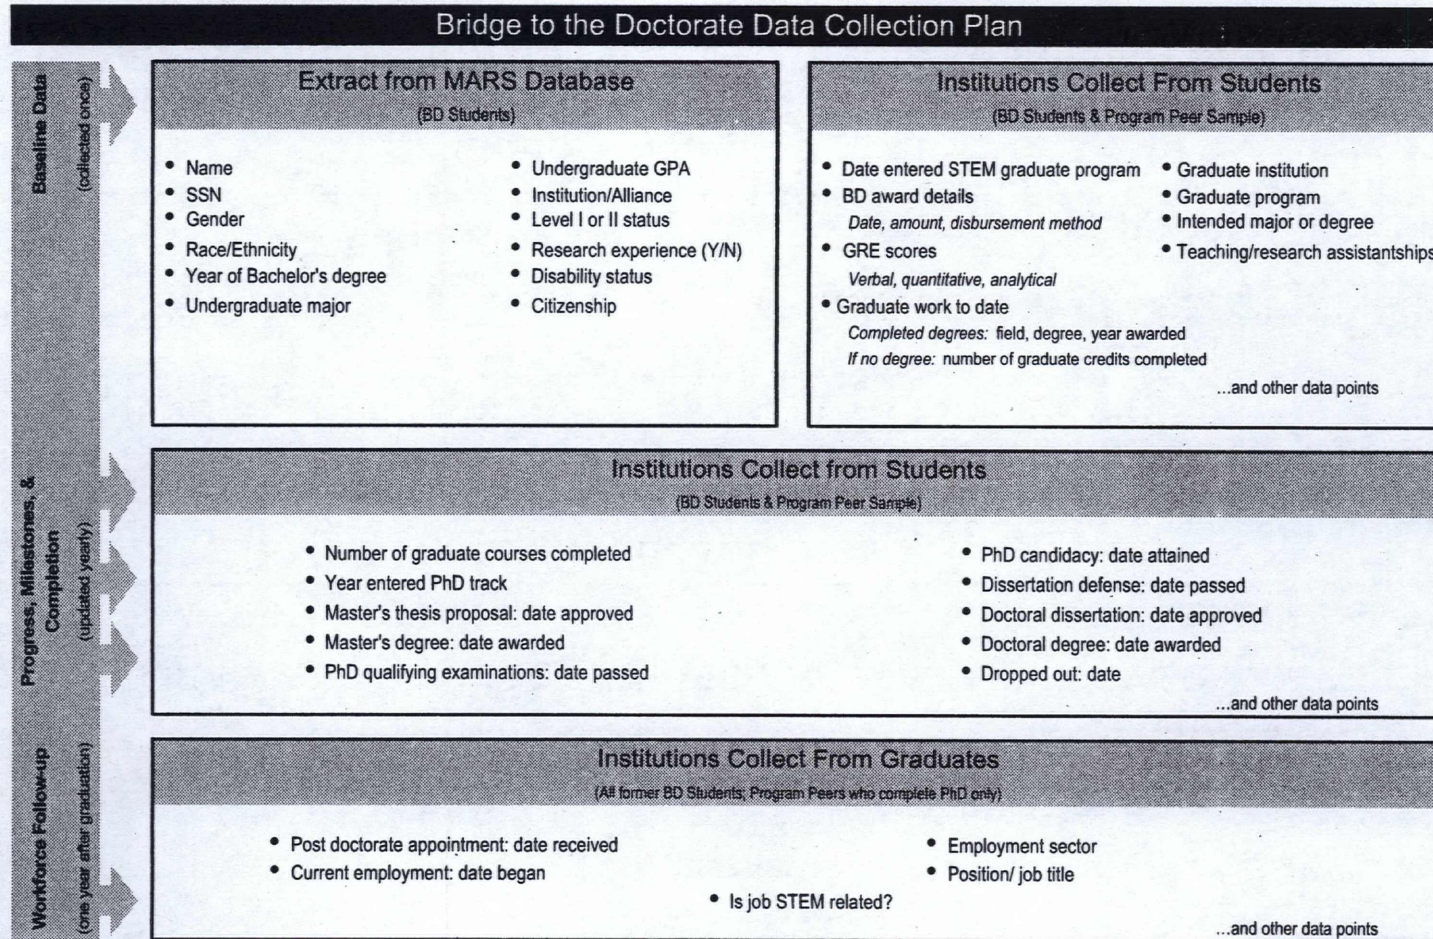 Bridge to the Doctorate Data Collection Plan
Baseline Data
(collected once)
Extract from MARS Database
(BD Students)
• Name
• SSN
• Gender
• Race/Ethnicity
• Year of Bachelor's degree
• Undergraduate major
• Undergraduate GPA
• Institution/Alliance
• Level I or II status
• Research experience (Y/N)
• Disability status
• Citizenship
Institutions Collect From Students
(BD Students & Program Peer Sample)
• Date entered STEM graduate program
• BD award details
Date, amount, disbursement method
• GRE scores
Verbal, quantitative, analytical
• Graduate work to date
Completed degrees: field, degree, year awarded
If no degree: number of graduate credits completed
• Graduate institution
• Graduate program
• Intended major or degree
• Teaching/research assistantships
...and other data points
Progress, Milestones, &
Completion
(updated yearly)
Institutions Collect from Students
(BD Students & Program Peer Sample)
• Number of graduate courses completed
• Year entered PhD track
• Master's thesis proposal: date approved
• Master's degree: date awarded
• PhD qualifying examinations: date passed
• PhD candidacy: date attained
• Dissertation defense: date passed
• Doctoral dissertation: date approved
• Doctoral degree: date awarded
• Dropped out: date
...and other data points
Workforce Follow-up
(one year after graduation)
Institutions Collect From Graduates
(All former BD Students; Program Peers who complete PhD only)
• Post doctorate appointment: date received
• Current employment: date began
• Employment sector
• Position/ job title
• Is job STEM related?
...and other data points